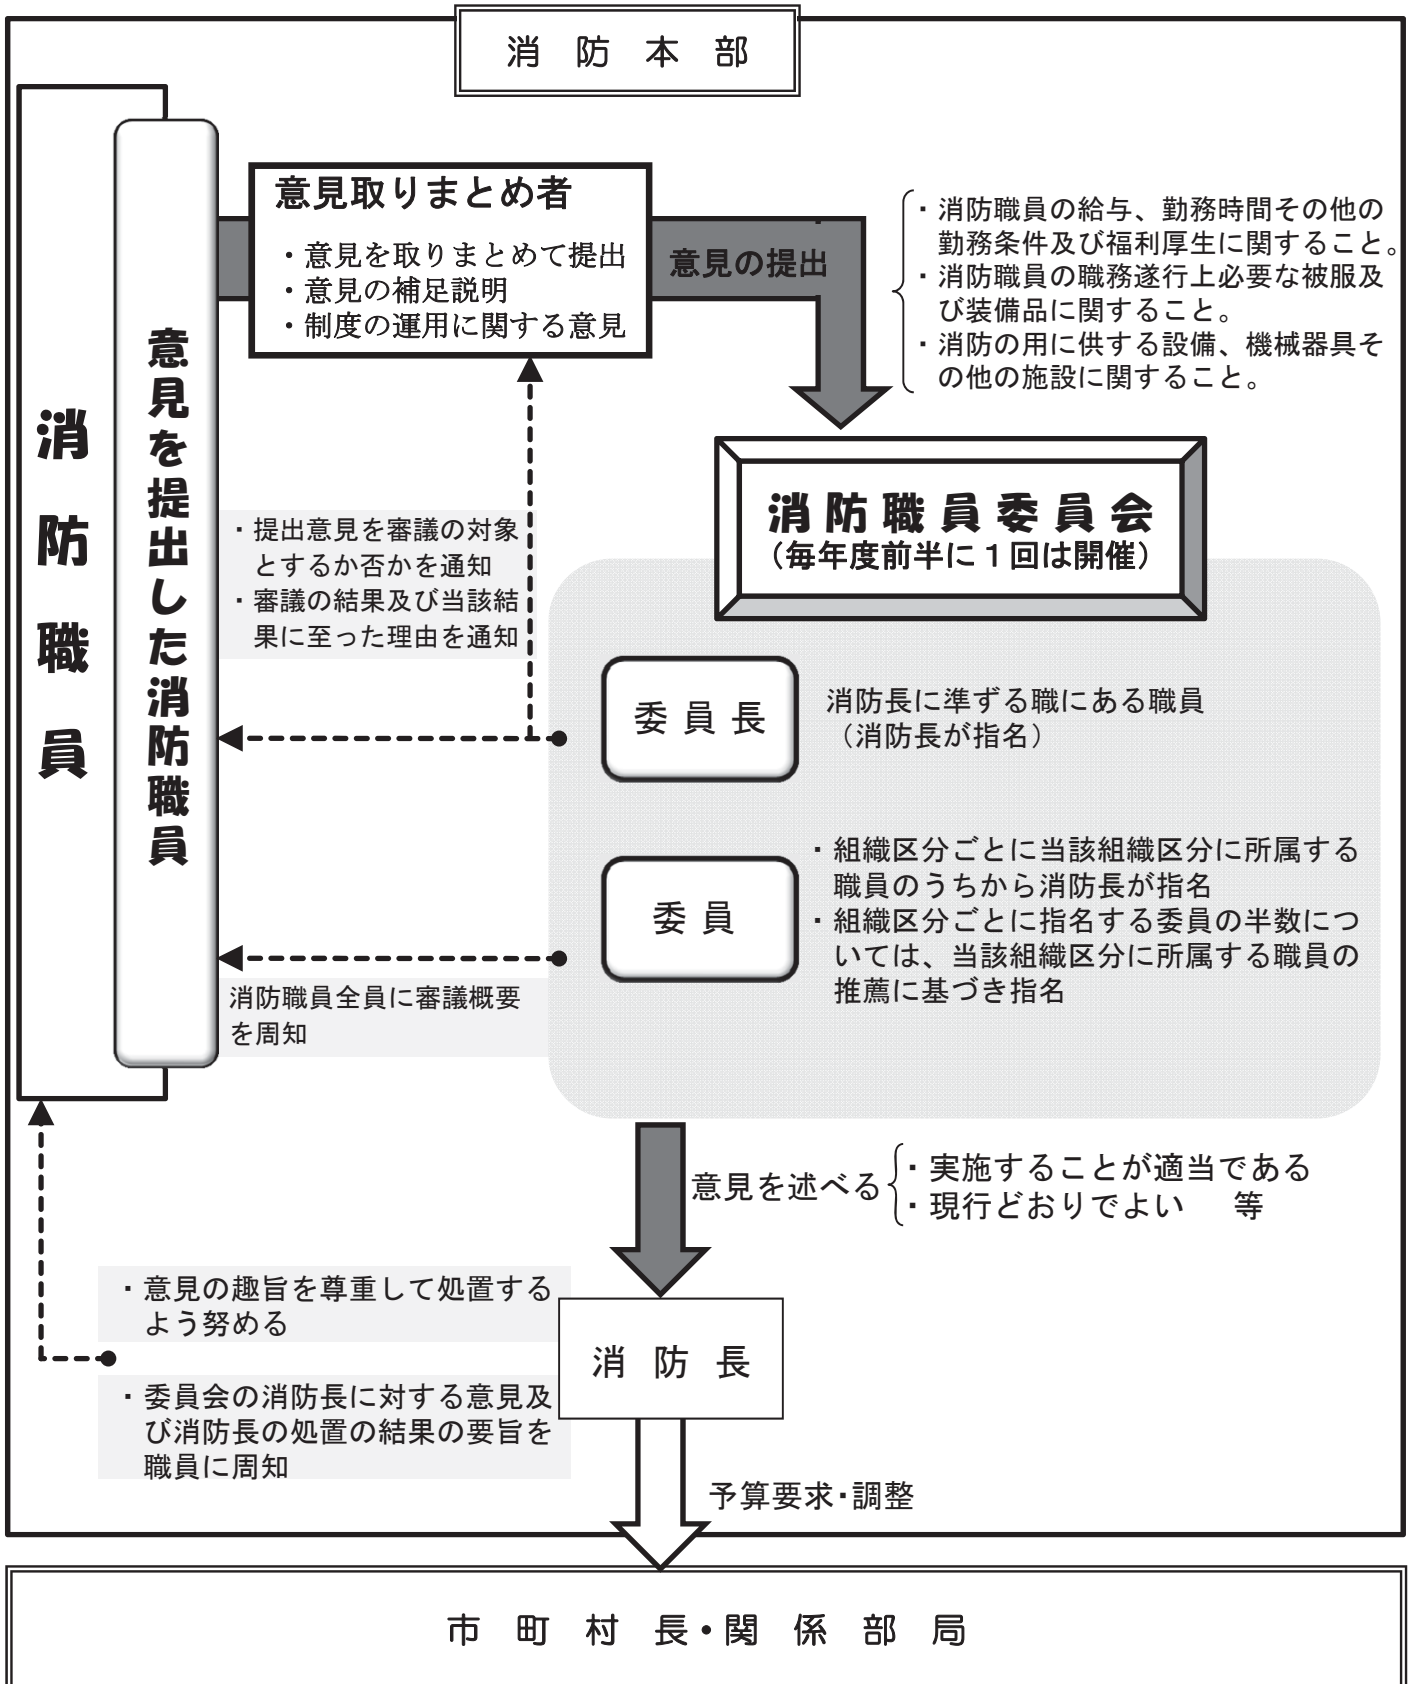 消防本部
消防職員
意見を提出した消防職員
意見取りまとめ者
・意見を取りまとめて提出
・意見の補足説明
・制度の運用に関する意見
意見の提出
・消防職員の給与、勤務時間その他の
勤務条件及び福利厚生に関すること。
・消防職員の職務遂行上必要な被服及
び装備品に関すること。
・消防の用に供する設備、機械器具そ
の他の施設に関すること。
消防職員委員会
（毎年度前半に１回は開催）
・提出意見を審議の対象
とするか否かを通知
・審議の結果及び当該結
果に至った理由を通知
委員長
消防長に準ずる職にある職員
（消防長が指名）
委員
・組織区分ごとに当該組織区分に所属する
職員のうちから消防長が指名
・組織区分ごとに指名する委員の半数につ
いては、当該組織区分に所属する職員の
推薦に基づき指名
消防職員全員に審議概要
を周知
意見を述べる
・実施することが適当である
・現行どおりでよい　等
・意見の趣旨を尊重して処置する
よう努める
消防長
・委員会の消防長に対する意見及
び消防長の処置の結果の要旨を
職員に周知
予算要求・調整
市町村長・関係部局